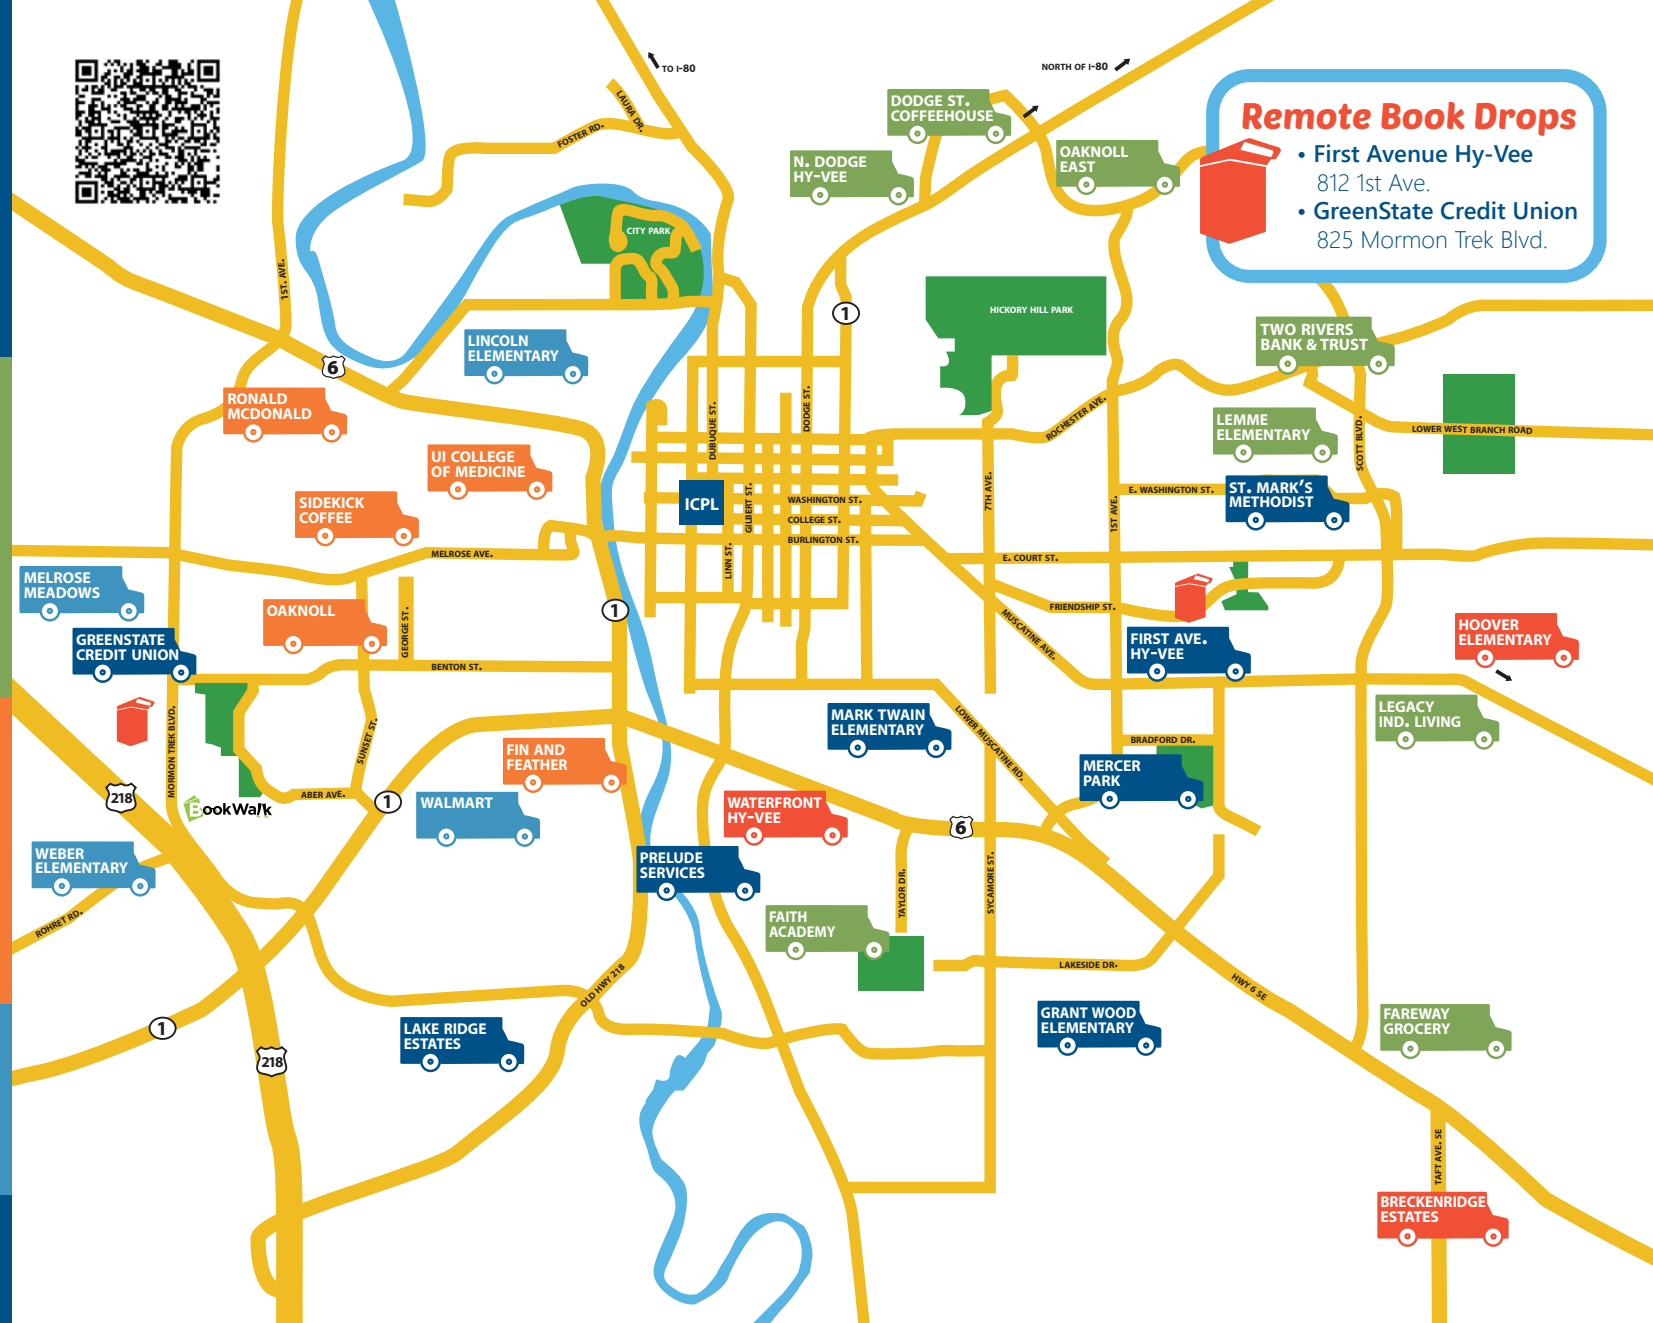 TO I-80
NORTH OF I-80
Remote Book Drops
• First Avenue Hy-Vee
812 1st Ave.
• GreenState Credit Union
825 Mormon Trek Blvd.
LAURA DR.
FOSTER RD.
DODGE ST.
COFFEEHOUSE
N. DODGE
HY-VEE
OAKNOLL
EAST
CITY PARK
1ST. AVE.
HICKORY HILL PARK
1
TWO RIVERS
BANK & TRUST
LINCOLN
ELEMENTARY
6
RONALD
MCDONALD
DUBUQUE ST.
DODGE ST.
ROCHESTER AVE.
LEMME
ELEMENTARY
SCOTT BLVD.
LOWER WEST BRANCH ROAD
UI COLLEGE
OF MEDICINE
SIDEKICK
COFFEE
ICPL
GILBERT ST.
WASHINGTON ST.
COLLEGE ST.
BURLINGTON ST.
LINN ST.
7TH AVE.
1ST AVE.
E. WASHINGTON ST.
ST. MARK'S
METHODIST
MELROSE AVE.
E. COURT ST.
MELROSE
MEADOWS
OAKNOLL
GEORGE ST.
1
FRIENDSHIP ST.
MUSCATINE AVE.
GREENSTATE
CREDIT UNION
FIRST AVE.
HY-VEE
HOOVER
ELEMENTARY
BENTON ST.
MORMON TREK BLVD.
SUNSET ST.
MARK TWAIN
ELEMENTARY
LOWER MUSCATINE RD.
LEGACY
IND. LIVING
BRADFORD DR.
FIN AND
FEATHER
MERCER
PARK
218
ABER AVE.
1
BookWalk
WALMART
WATERFRONT
HY-VEE
6
WEBER
ELEMENTARY
PRELUDE
SERVICES
TAYLOR DR.
SYCAMORE ST.
ROHRET RD.
FAITH
ACADEMY
LAKESIDE DR.
OLD HWY 218
HWY 6 SE
1
218
LAKE RIDGE
ESTATES
GRANT WOOD
ELEMENTARY
FAREWAY
GROCERY
TAFT AVE. SE
BRECKENRIDGE
ESTATES